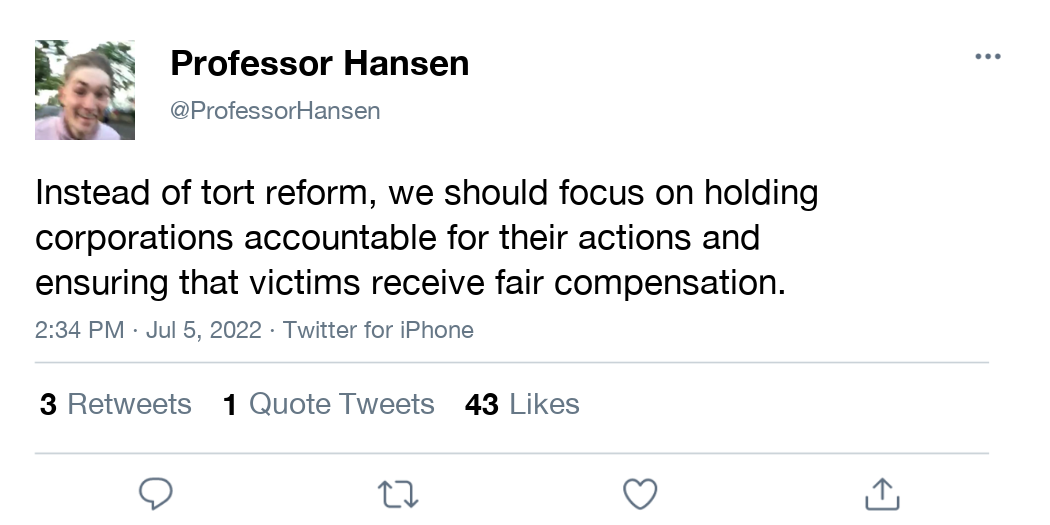 Professor Hansen
@ProfessorHansen
Instead of tort reform, we should focus on holding
corporations accountable for their actions and
ensuring that victims receive fair compensation.
2:34 PM · Jul 5, 2022 · Twitter for iPhone
3 Retweets 1 Quote Tweets 43 Likes